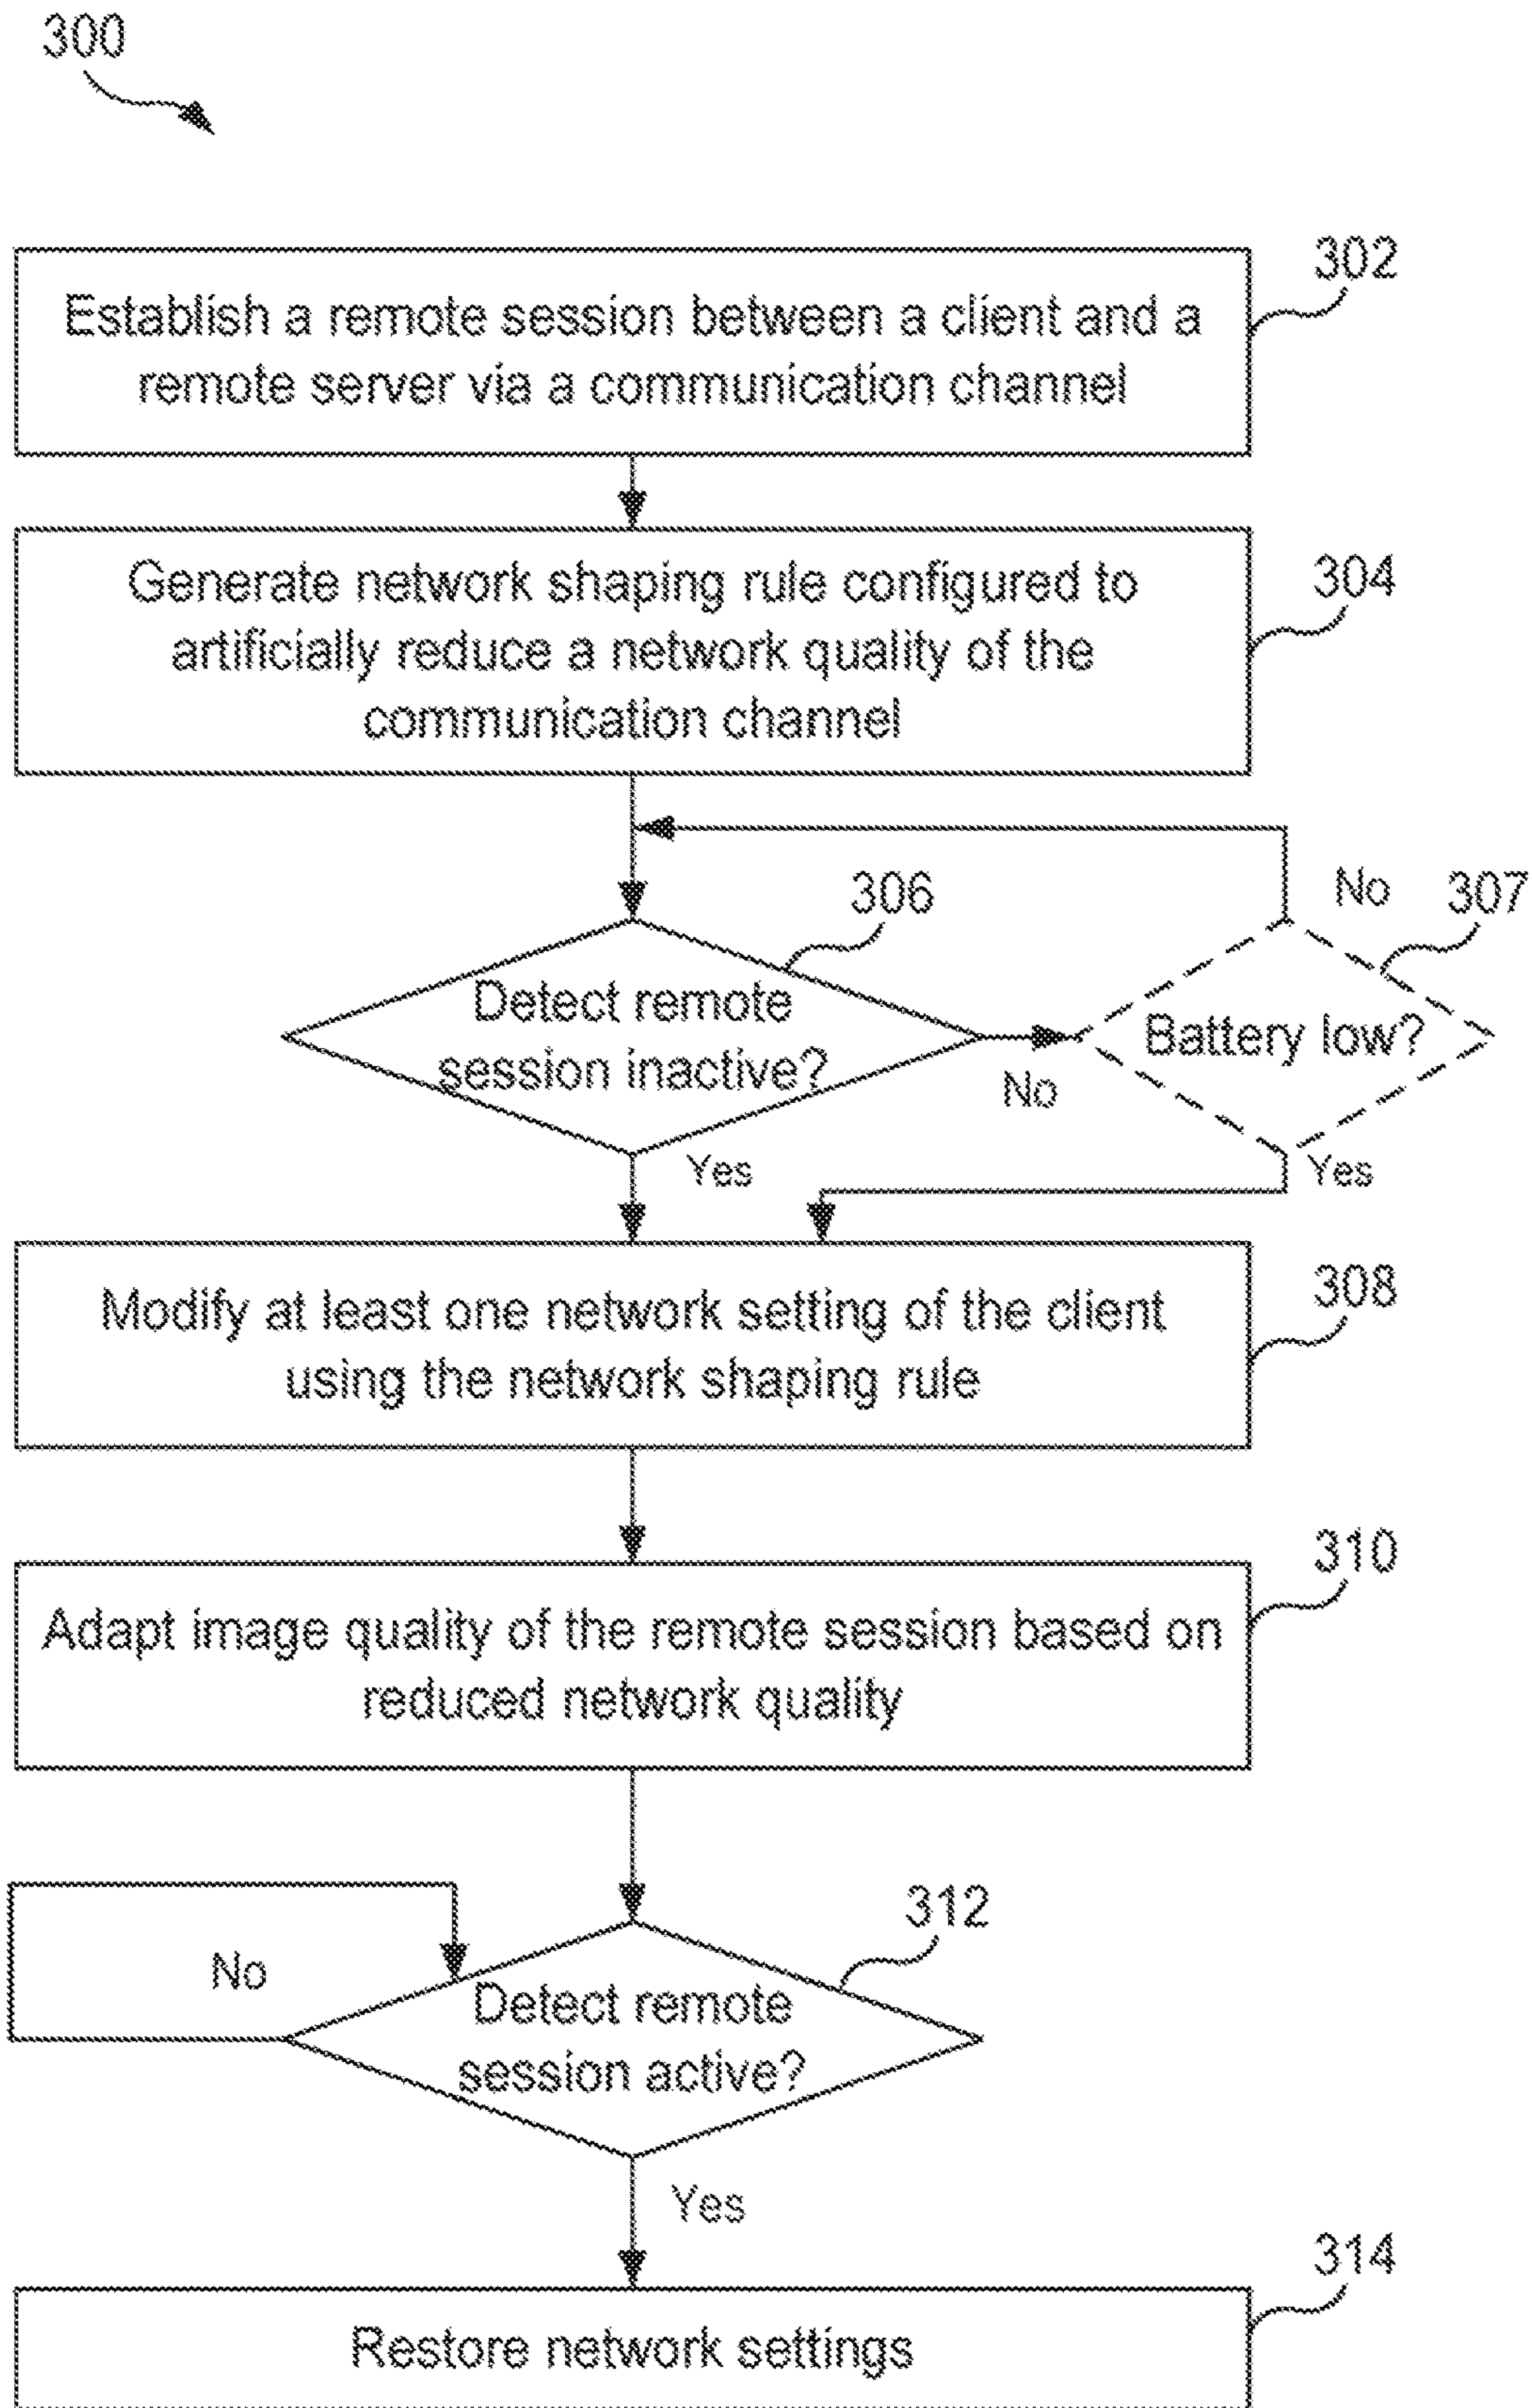 300
302
Establish a remote session between a client and a
remote server via a communication channel
304
Generate network shaping rule configured to
artificially reduce a network quality of the
communication channel
306
No
307
Detect remote
session inactive?
Battery low?
No
Yes
Yes
308
Modify at least one network setting of the client
using the network shaping rule
310
Adapt image quality of the remote session based on
reduced network quality
312
No
Detect remote
session active?
Yes
314
Restore network settings